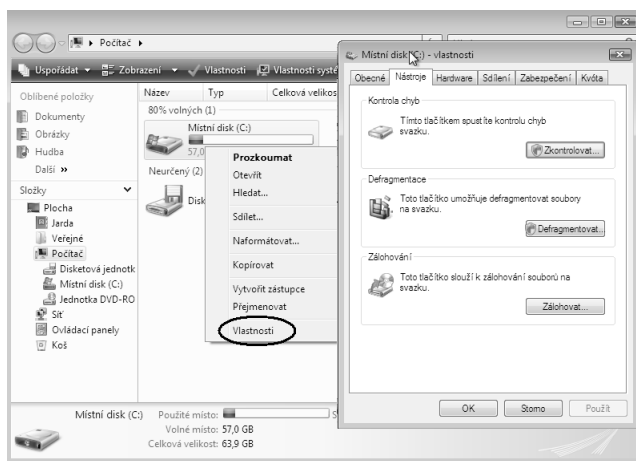 Počítač
Uspořádat
Zobrazení
Vlastnosti
Vlastnosti systé
Oblíbené položky
Dokumenty
Obrázky
Hudba
Další »
Složky
Plocha
Jarda
Veřejné
Počítač
Disketová jednotk
Místní disk (C:)
Jednotka DVD-RO
Síť
Ovládací panely
Koš
Název Typ Celková velikos
80% volných (1)
Místní disk (C:)
57,0
Neurčený (2)
Disk
Prozkoumat
Otevřít
Hledat...
Sdílet...
Naformátovat...
Kopírovat
Vytvořit zástupce
Přejmenovat
Vlastnosti
Místní disk (C:) Použité místo:
Volné místo: 57,0 GB
Celková velikost: 63,9 GB
Místní disk (C:) - vlastnosti
Obecné Nástroje Hardware Sdílení Zabezpečení Kvóta
Kontrola chyb
Tímto tlačítkem spustíte kontrolu chyb
svazku.
Zkontrolovat...
Defragmentace
Toto tlačítko umožňuje defragmentovat soubory
na svazku.
Defragmentovat...
Zálohování
Toto tlačítko slouží k zálohování souborů na
svazku.
Zálohovat...
OK Storno Použít